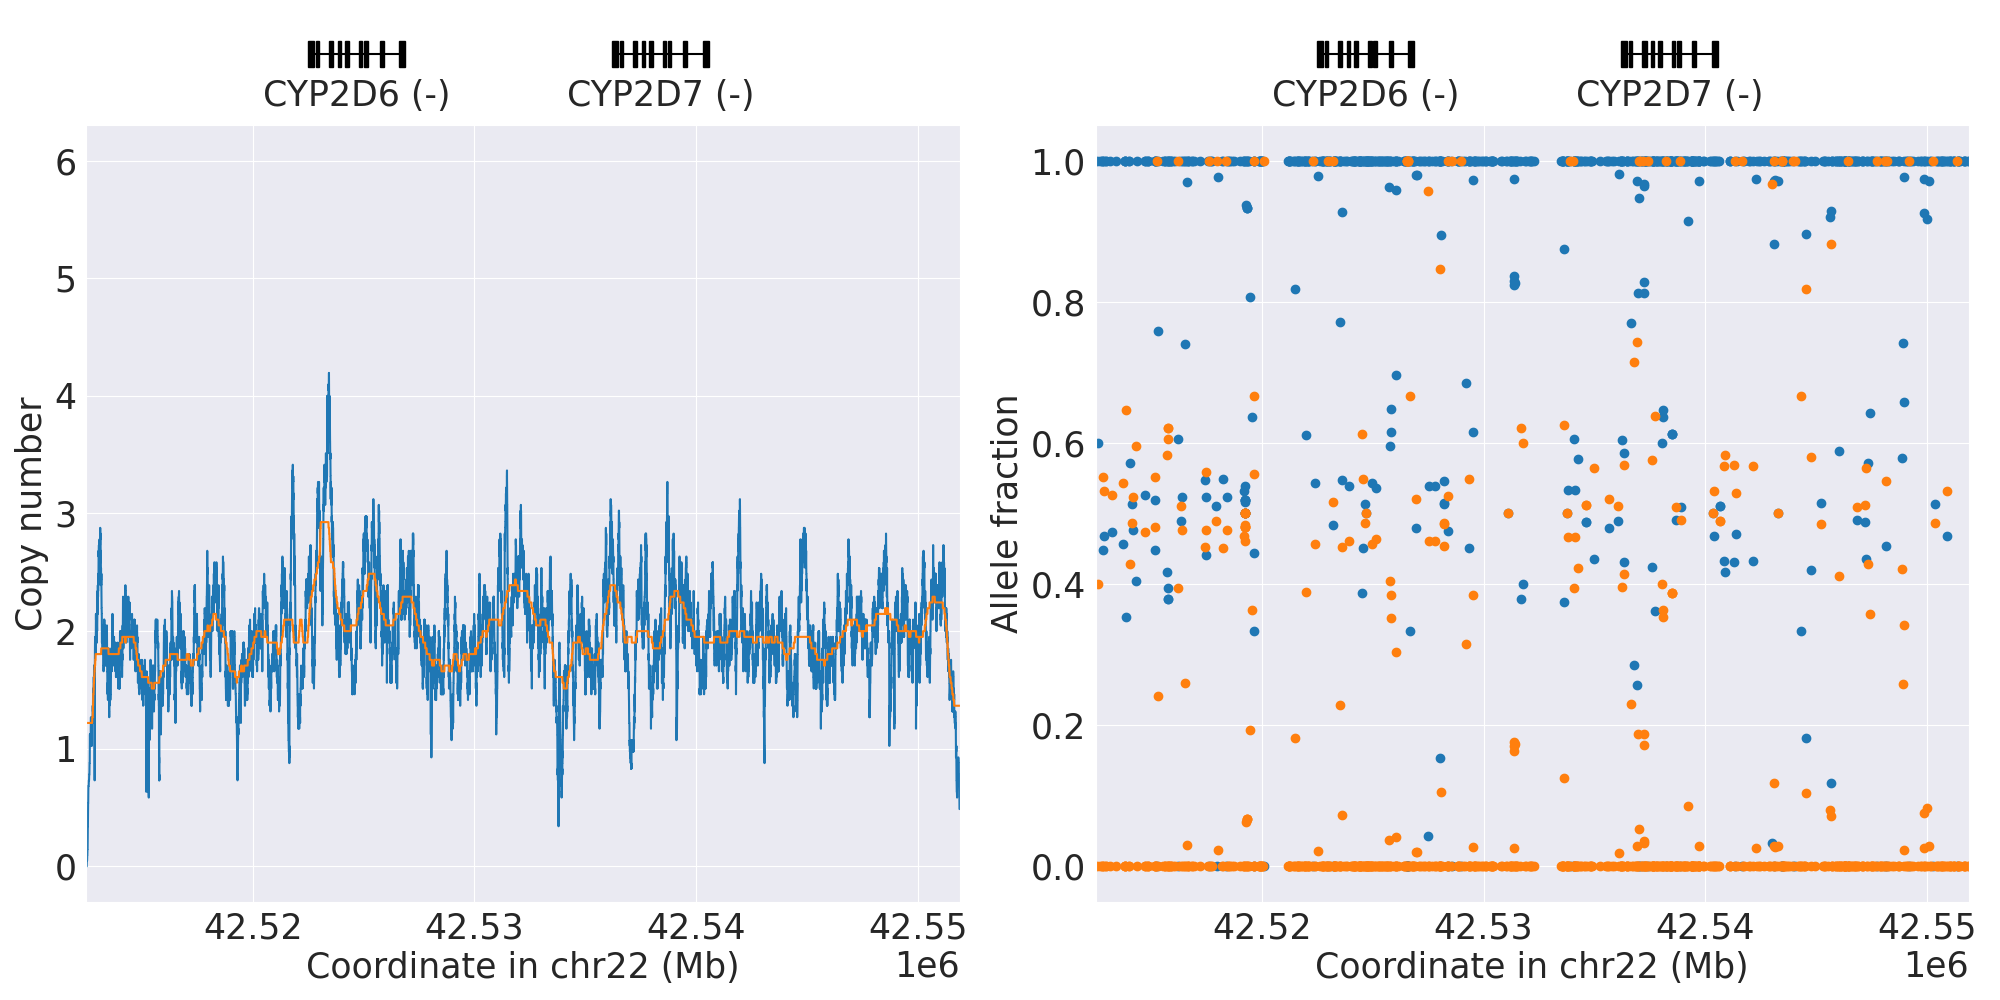 CYP2D6 (-)
CYP2D7 (-)
6
5
4
3
2
1
0
Copy number
42.52
42.53
42.54
42.55
Coordinate in chr22 (Mb)
1e6
CYP2D6 (-)
CYP2D7 (-)
1.0
0.8
0.6
0.4
0.2
0.0
Allele fraction
42.52
42.53
42.54
42.55
Coordinate in chr22 (Mb)
1e6